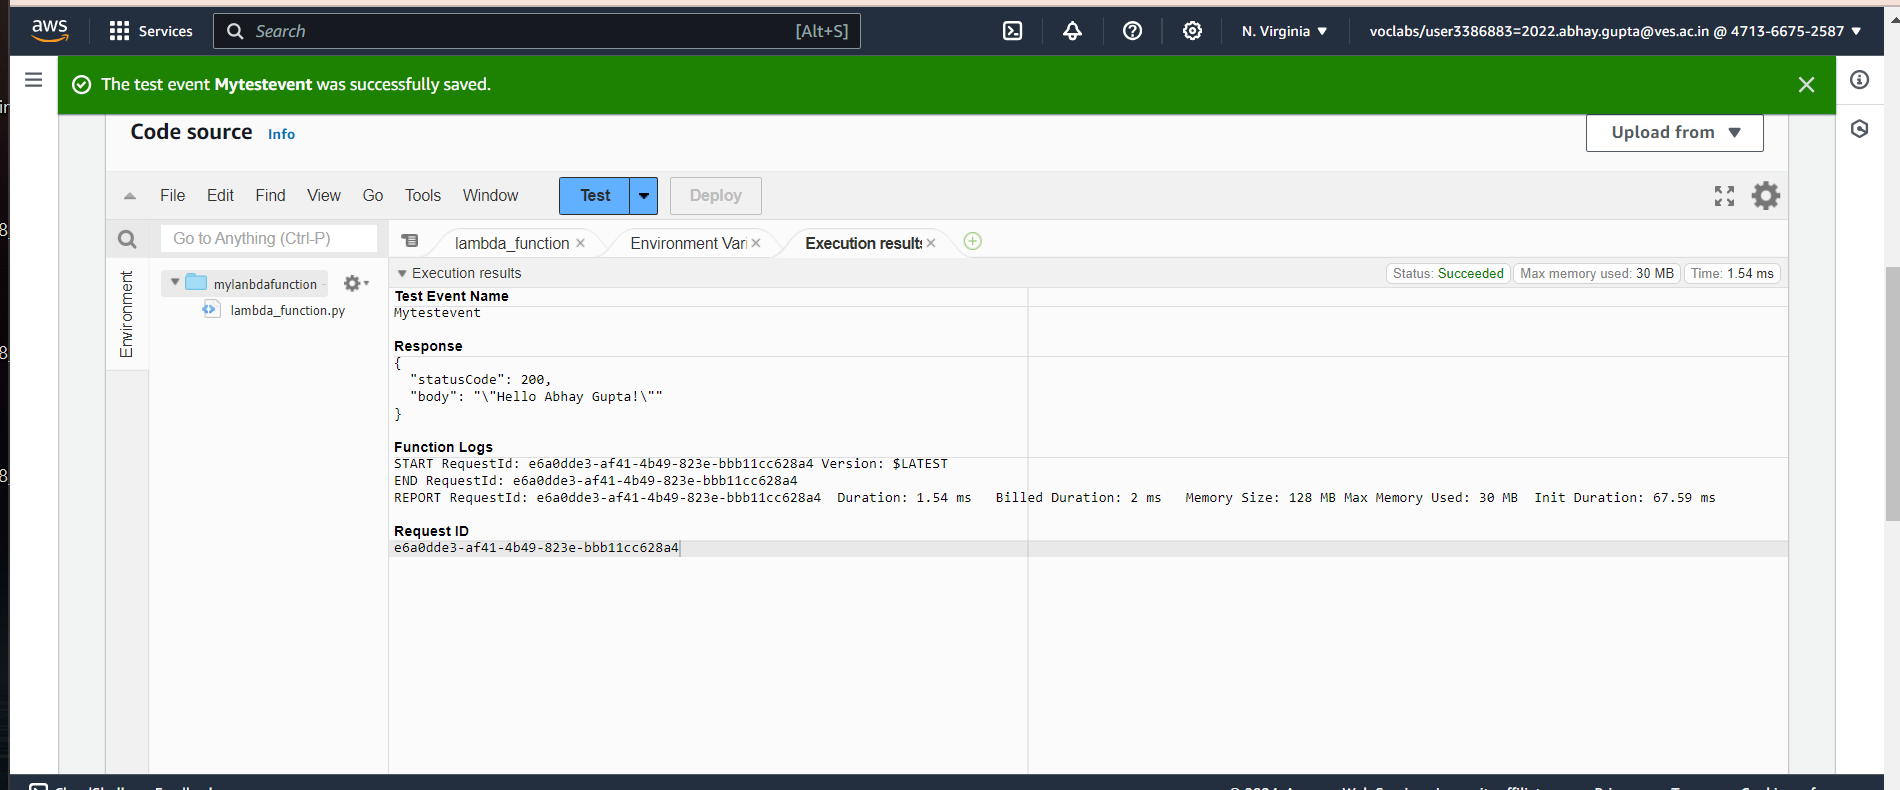 aws
Services
Search
[Alt+S]
N. Virginia
voclabs/user3386883=2022.abhay.gupta@ves.ac.in @ 4713-6675-2587
The test event Mytestevent was successfully saved.
Code source
Info
Upload from
File Edit Find View Go Tools Window
Test
Deploy
Go to Anything (Ctrl-P)
lambda_function
Environment Vari
Execution results
Environment
mylanbdafunction
lambda_function.py
Execution results
Status: Succeeded
Max memory used: 30 MB
Time: 1.54 ms
Test Event Name
Mytestevent
Response
{
"statusCode": 200,
"body": "\"Hello Abhay Gupta!\""
}
Function Logs
START RequestId: e6a0dde3-af41-4b49-823e-bbb11cc628a4 Version: $LATEST
END RequestId: e6a0dde3-af41-4b49-823e-bbb11cc628a4
REPORT RequestId: e6a0dde3-af41-4b49-823e-bbb11cc628a4 Duration: 1.54 ms Billed Duration: 2 ms Memory Size: 128 MB Max Memory Used: 30 MB Init Duration: 67.59 ms
Request ID
e6a0dde3-af41-4b49-823e-bbb11cc628a4